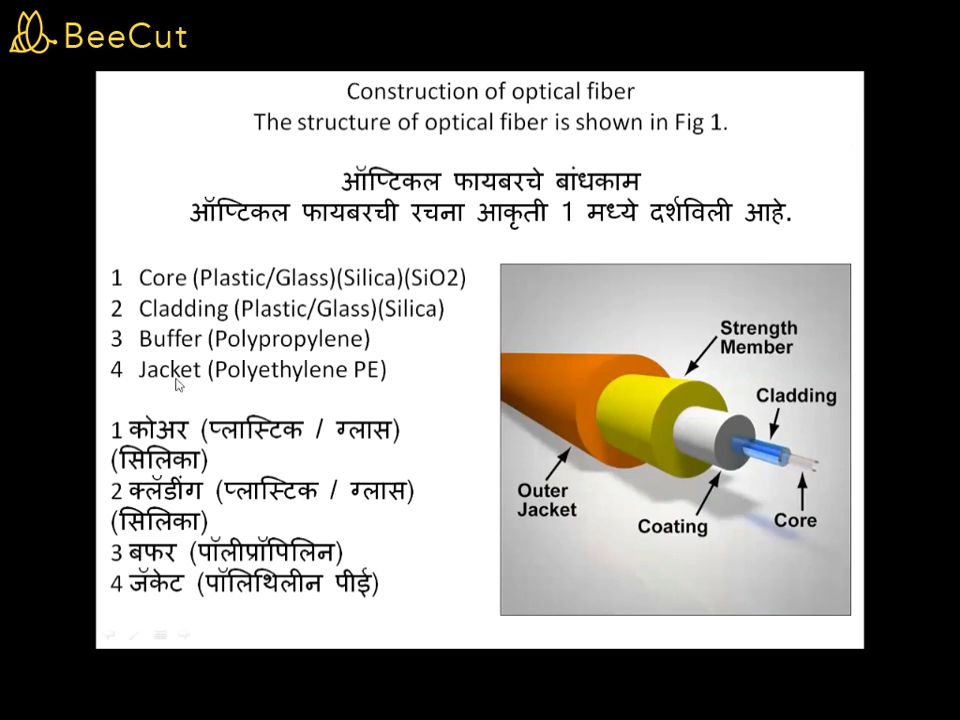 BeeCut
Construction of optical fiber
The structure of optical fiber is shown in Fig 1.
ऑप्टिकल फायबरचे बांधकाम
ऑप्टिकल फायबरची रचना आकृती 1 मध्ये दर्शविली आहे.
1 Core (Plastic/Glass)(Silica)(SiO2)
2 Cladding (Plastic/Glass)(Silica)
3 Buffer (Polypropylene)
4 Jacket (Polyethylene PE)
1 कोअर (प्लास्टिक / ग्लास)
(सिलिका)
2 क्लॅडींग (प्लास्टिक / ग्लास)
(सिलिका)
3 बफर (पॉलीप्रॉपिलिन)
4 जॅकेट (पॉलिथिलीन पीई)
Strength
Member
Cladding
Outer
Jacket
Coating
Core